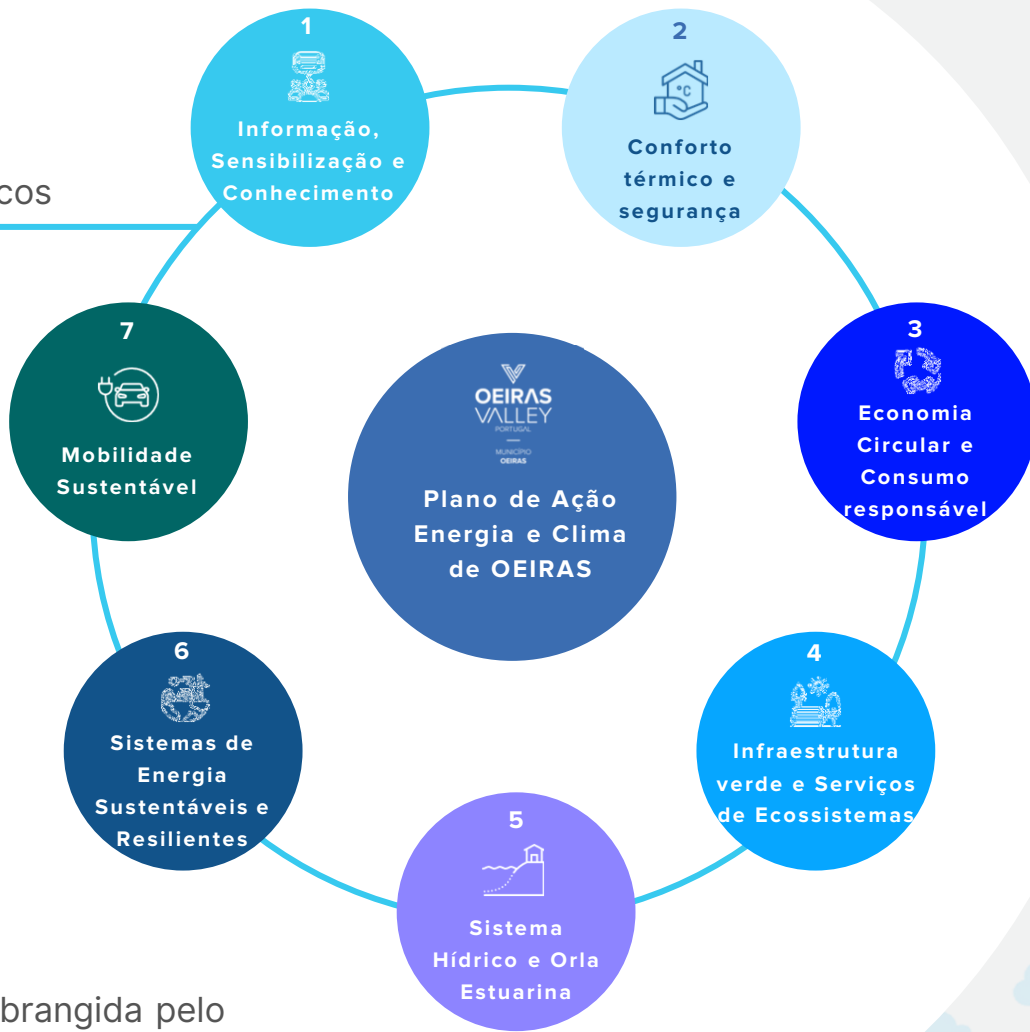 1
Informação,
Sensibilização e
Conhecimento
2
°C
Conforto
térmico e
segurança
cos
7
Mobilidade
Sustentável
OEIRAS
VALLEY
PORTUGAL
MUNICÍPIO
OEIRAS
Plano de Ação
Energia e Clima
de OEIRAS
3
Economia
Circular e
Consumo
responsável
6
Sistemas de
Energia
Sustentáveis e
Resilientes
4
Infraestrutura
verde e Serviços
de Ecossistemas
5
Sistema
Hídrico e Orla
Estuarina
brangida pelo